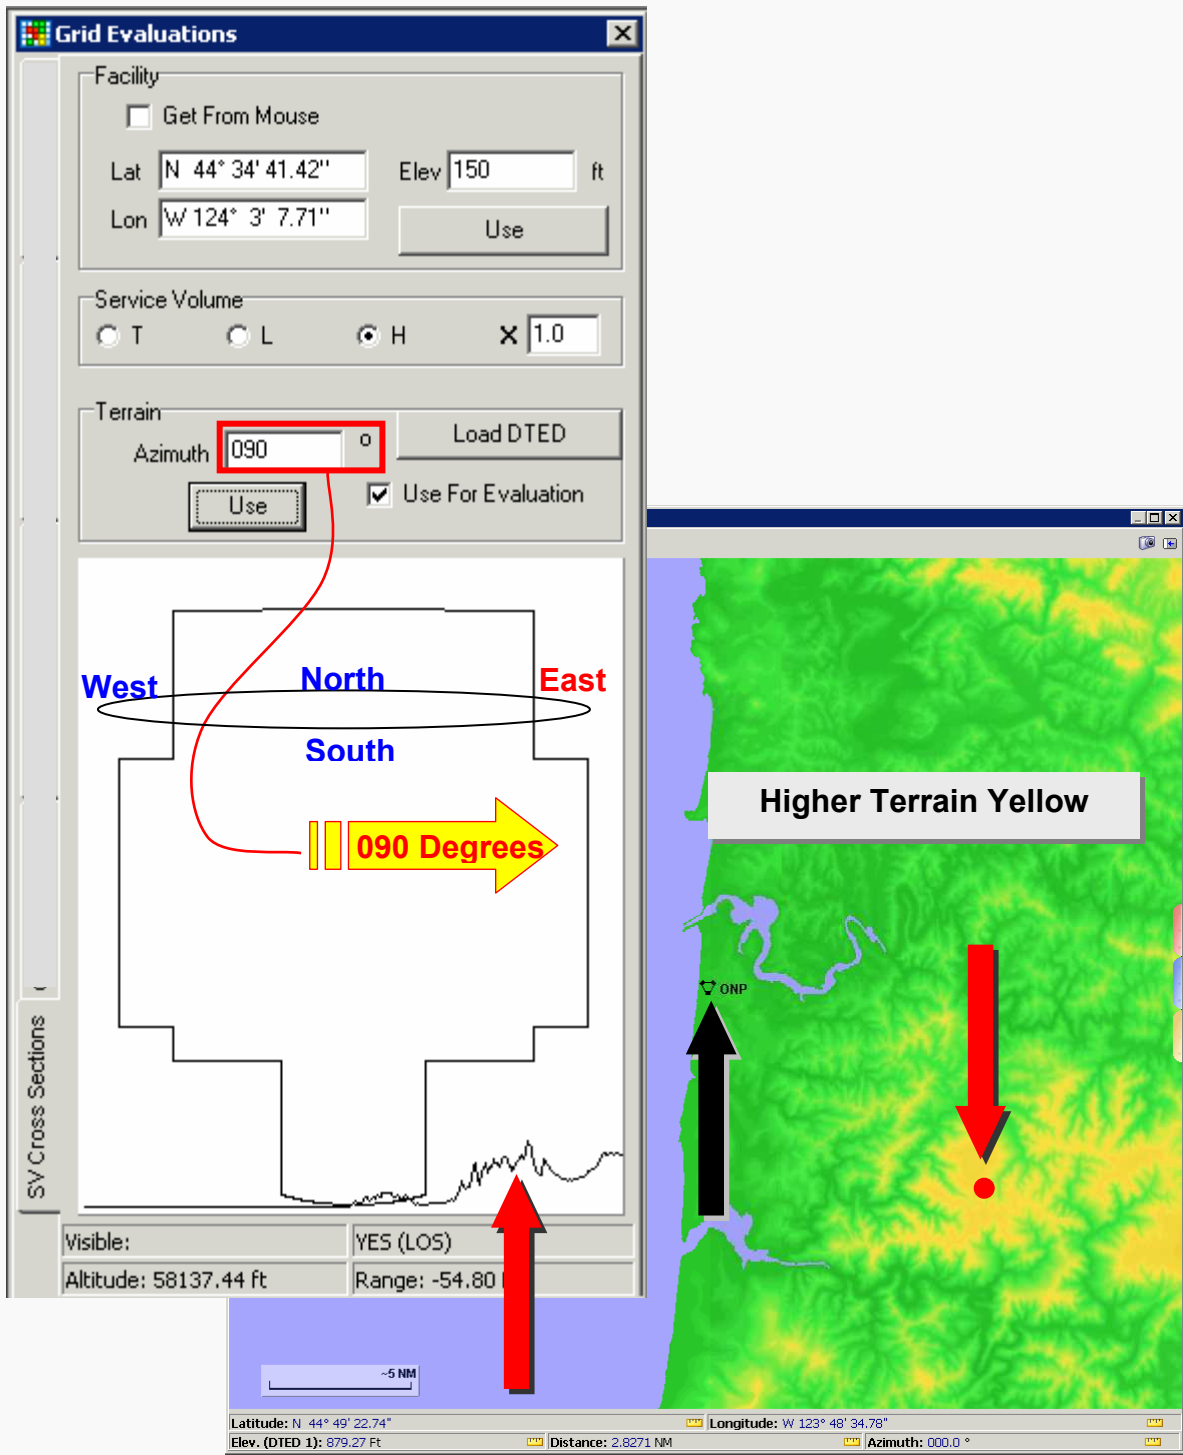 Grid Evaluations
Facility
Get From Mouse
Lat N 44° 34' 41.42" Elev 150 ft
Lon W 124° 3' 7.71" Use
Service Volume
T L H X 1.0
Terrain
Azimuth 090 o Load DTED
Use Use For Evaluation
West North East
South
090 Degrees
SV Cross Sections
Visible: YES (LOS)
Altitude: 58137.44 ft Range: -54.80
Higher Terrain Yellow
ONP
~5 NM
Latitude: N 44° 49' 22.74" Longitude: W 123° 48' 34.78"
Elev. (DTED 1): 879.27 Ft Distance: 2.8271 NM Azimuth: 000.0 °